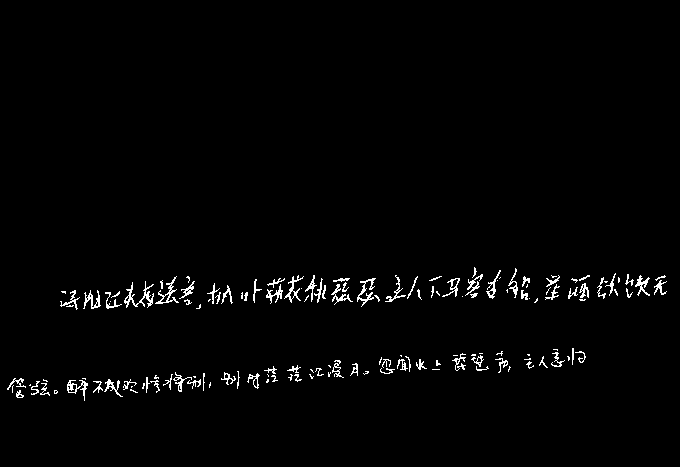 浔阳江头夜送客,枫叶荻花秋瑟瑟。主人下马客在船,举酒欲饮无
管弦。醉不成欢惨将别,别时茫茫江浸月。忽闻水上琵琶声,主人忘归